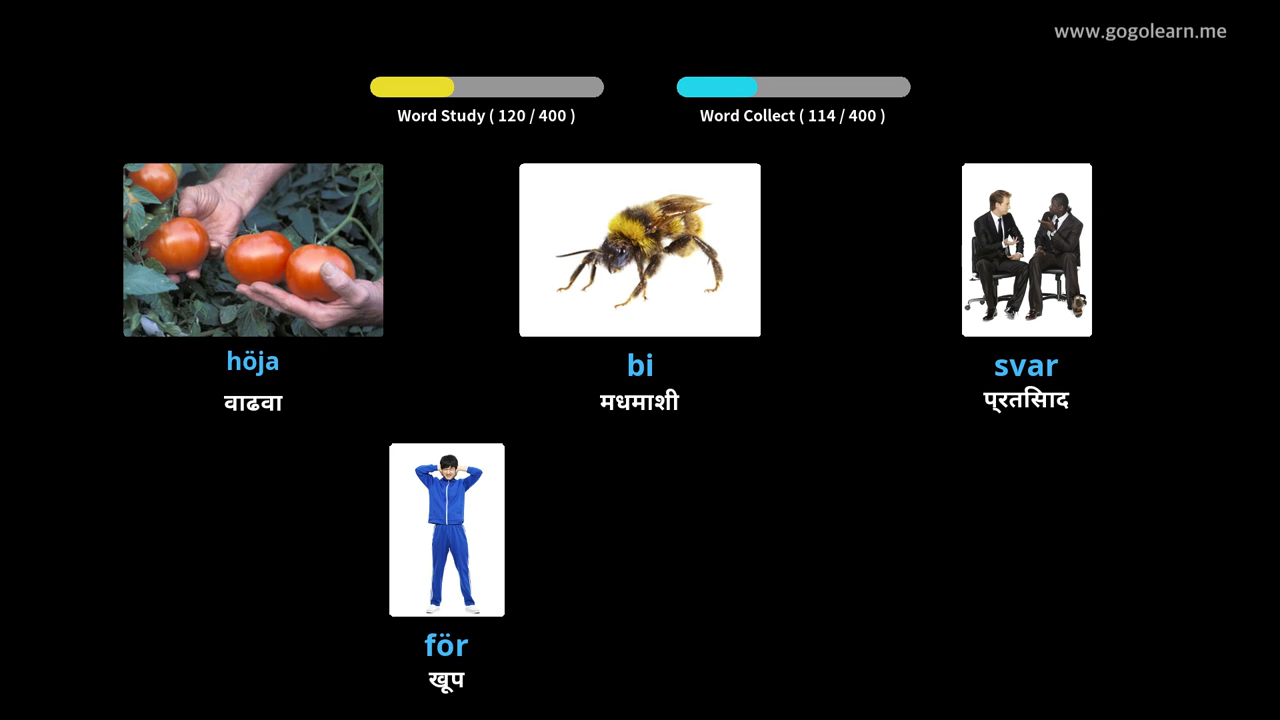 www.gogolearn.me
Word Study ( 120 / 400 )
Word Collect ( 114 / 400 )
höja
वाढवा
bi
मधमाशी
svar
प्रतसिाद
för
खूप